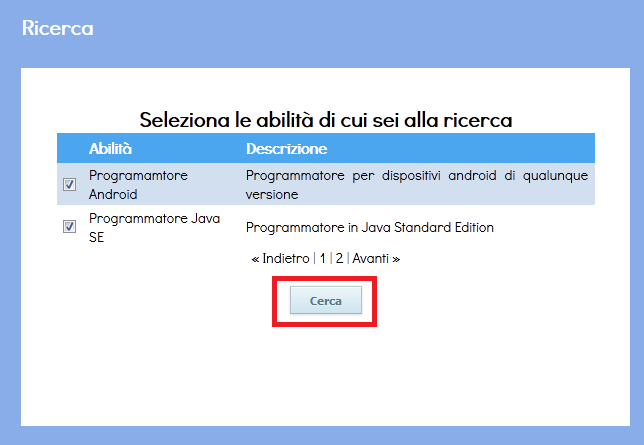 Ricerca
Seleziona le abilità di cui sei alla ricerca
Abilità Descrizione
Programamtore Android
Programmatore per dispositivi android di qualunque versione
Programmatore Java SE
Programmatore in Java Standard Edition
« Indietro | 1 | 2 | Avanti »
Cerca